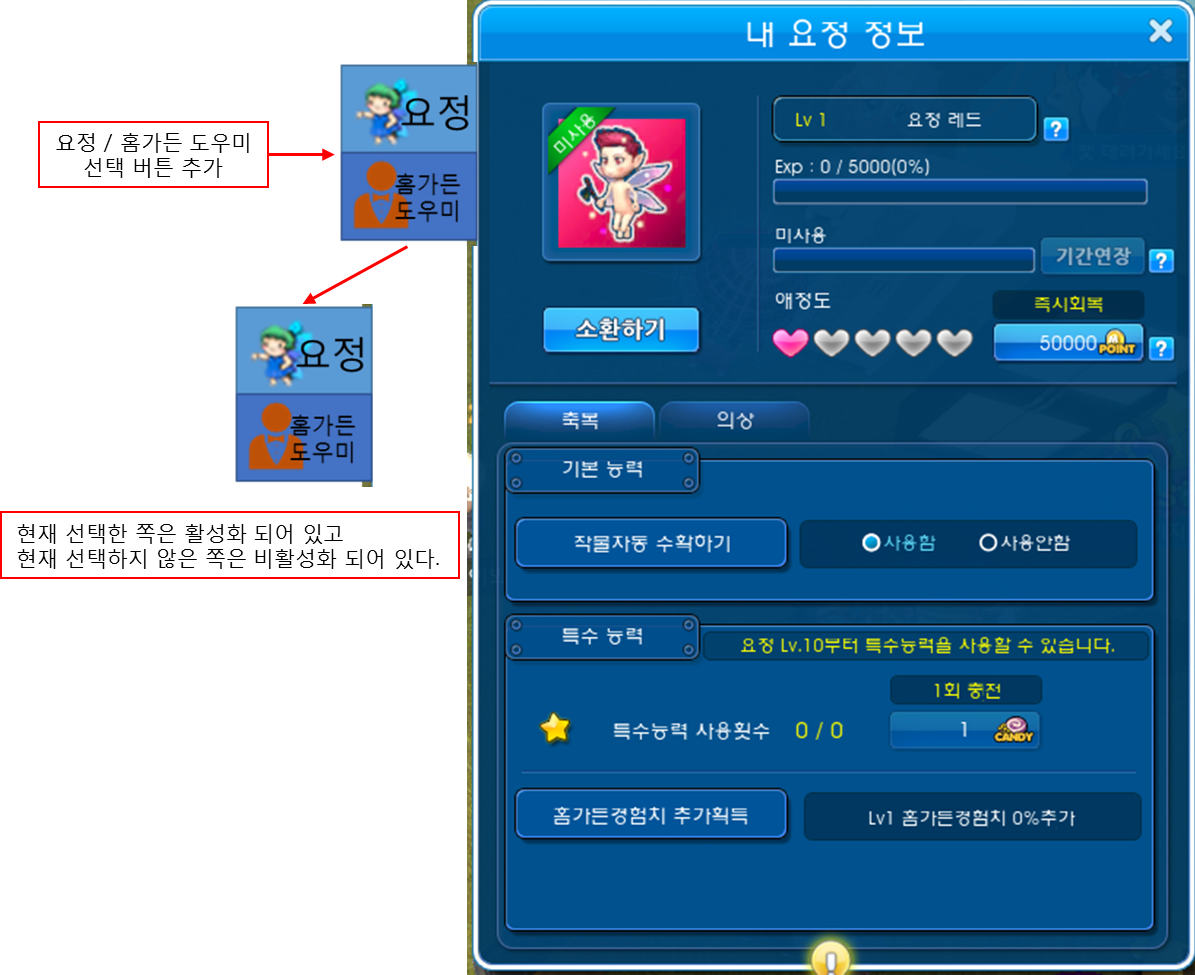 내 요정 정보
요정
홈가든
도우미
요정 / 홈가든 도우미
선택 버튼 추가
요정
홈가든
도우미
현재 선택한 쪽은 활성화 되어 있고
현재 선택하지 않은 쪽은 비활성화 되어 있다.
미사용
소환하기
Lv 1 요정 레드
?
Exp : 0 / 5000(0%)
미사용
기간연장
?
애정도
즉시회복
50000 POINT
?
축복
의상
기본 능력
작물자동 수확하기
사용함
사용안함
특수 능력
요정 Lv.10부터 특수능력을 사용할 수 있습니다.
1회 충전
특수능력 사용횟수 0 / 0
1 CANDY
홈가든경험치 추가획득
Lv1 홈가든경험치 0%추가